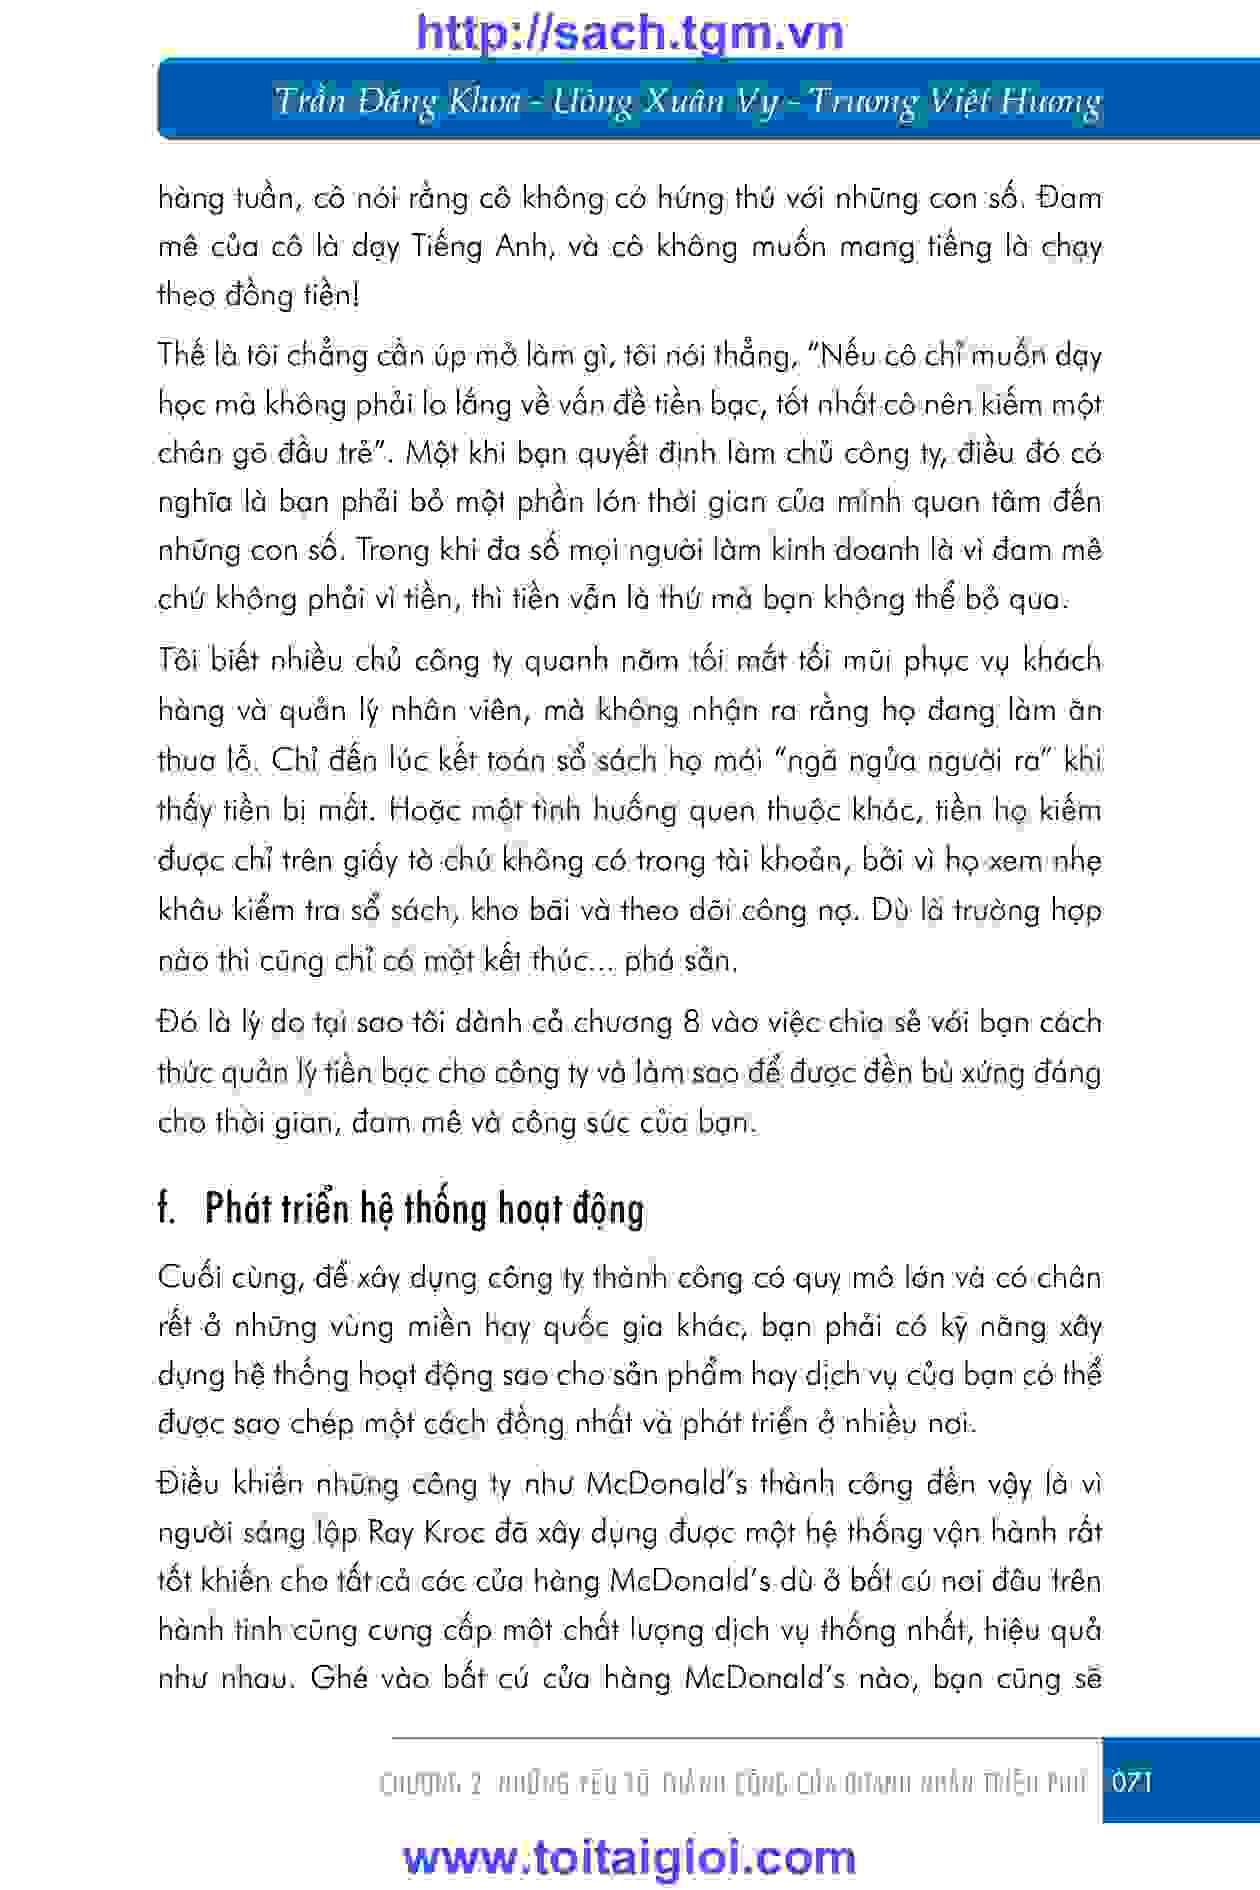 http://sach.tgm.vn
Trần Đăng Khoa - Uông Xuân Vy - Trương Việt Hương
hàng tuần, cô nói rằng cô không có hứng thú với những con số. Đam
mê của cô là dạy Tiếng Anh, và cô không muốn mang tiếng là chạy
theo đồng tiền!
Thế là tôi chẳng cần úp mở làm gì, tôi nói thẳng, “Nếu cô chỉ muốn dạy
học mà không phải lo lắng về vấn đề tiền bạc, tốt nhất cô nên kiếm một
chân gõ đầu trẻ”. Một khi bạn quyết định làm chủ công ty, điều đó có
nghĩa là bạn phải bỏ một phần lớn thời gian của mình quan tâm đến
những con số. Trong khi đa số mọi người làm kinh doanh là vì đam mê
chứ không phải vì tiền, thì tiền vẫn là thứ mà bạn không thể bỏ qua.
Tôi biết nhiều chủ công ty quanh năm tối mắt tối mũi phục vụ khách
hàng và quản lý nhân viên, mà không nhận ra rằng họ đang làm ăn
thua lỗ. Chỉ đến lúc kết toán sổ sách họ mới “ngã ngửa người ra” khi
thấy tiền bị mất. Hoặc một tình huống quen thuộc khác, tiền họ kiếm
được chỉ trên giấy tờ chứ không có trong tài khoản, bởi vì họ xem nhẹ
khâu kiểm tra sổ sách, kho bãi và theo dõi công nợ. Dù là trường hợp
nào thì cũng chỉ có một kết thúc... phá sản.
Đó là lý do tại sao tôi dành cả chương 8 vào việc chia sẻ với bạn cách
thức quản lý tiền bạc cho công ty và làm sao để được đền bù xứng đáng
cho thời gian, đam mê và công sức của bạn.
f. Phát triển hệ thống hoạt động
Cuối cùng, để xây dựng công ty thành công có quy mô lớn và có chân
rết ở những vùng miền hay quốc gia khác, bạn phải có kỹ năng xây
dựng hệ thống hoạt động sao cho sản phẩm hay dịch vụ của bạn có thể
được sao chép một cách đồng nhất và phát triển ở nhiều nơi.
Điều khiến những công ty như McDonald’s thành công đến vậy là vì
người sáng lập Ray Kroc đã xây dựng được một hệ thống vận hành rất
tốt khiến cho tất cả các cửa hàng McDonald’s dù ở bất cứ nơi đâu trên
hành tinh cũng cung cấp một chất lượng dịch vụ thống nhất, hiệu quả
như nhau. Ghé vào bất cứ cửa hàng McDonald’s nào, bạn cũng sẽ
CHƯƠNG 2 NHỮNG YẾU TỐ THÀNH CÔNG CỦA DOANH NHÂN TRIỆU PHÚ 071
www.toitaigioi.com